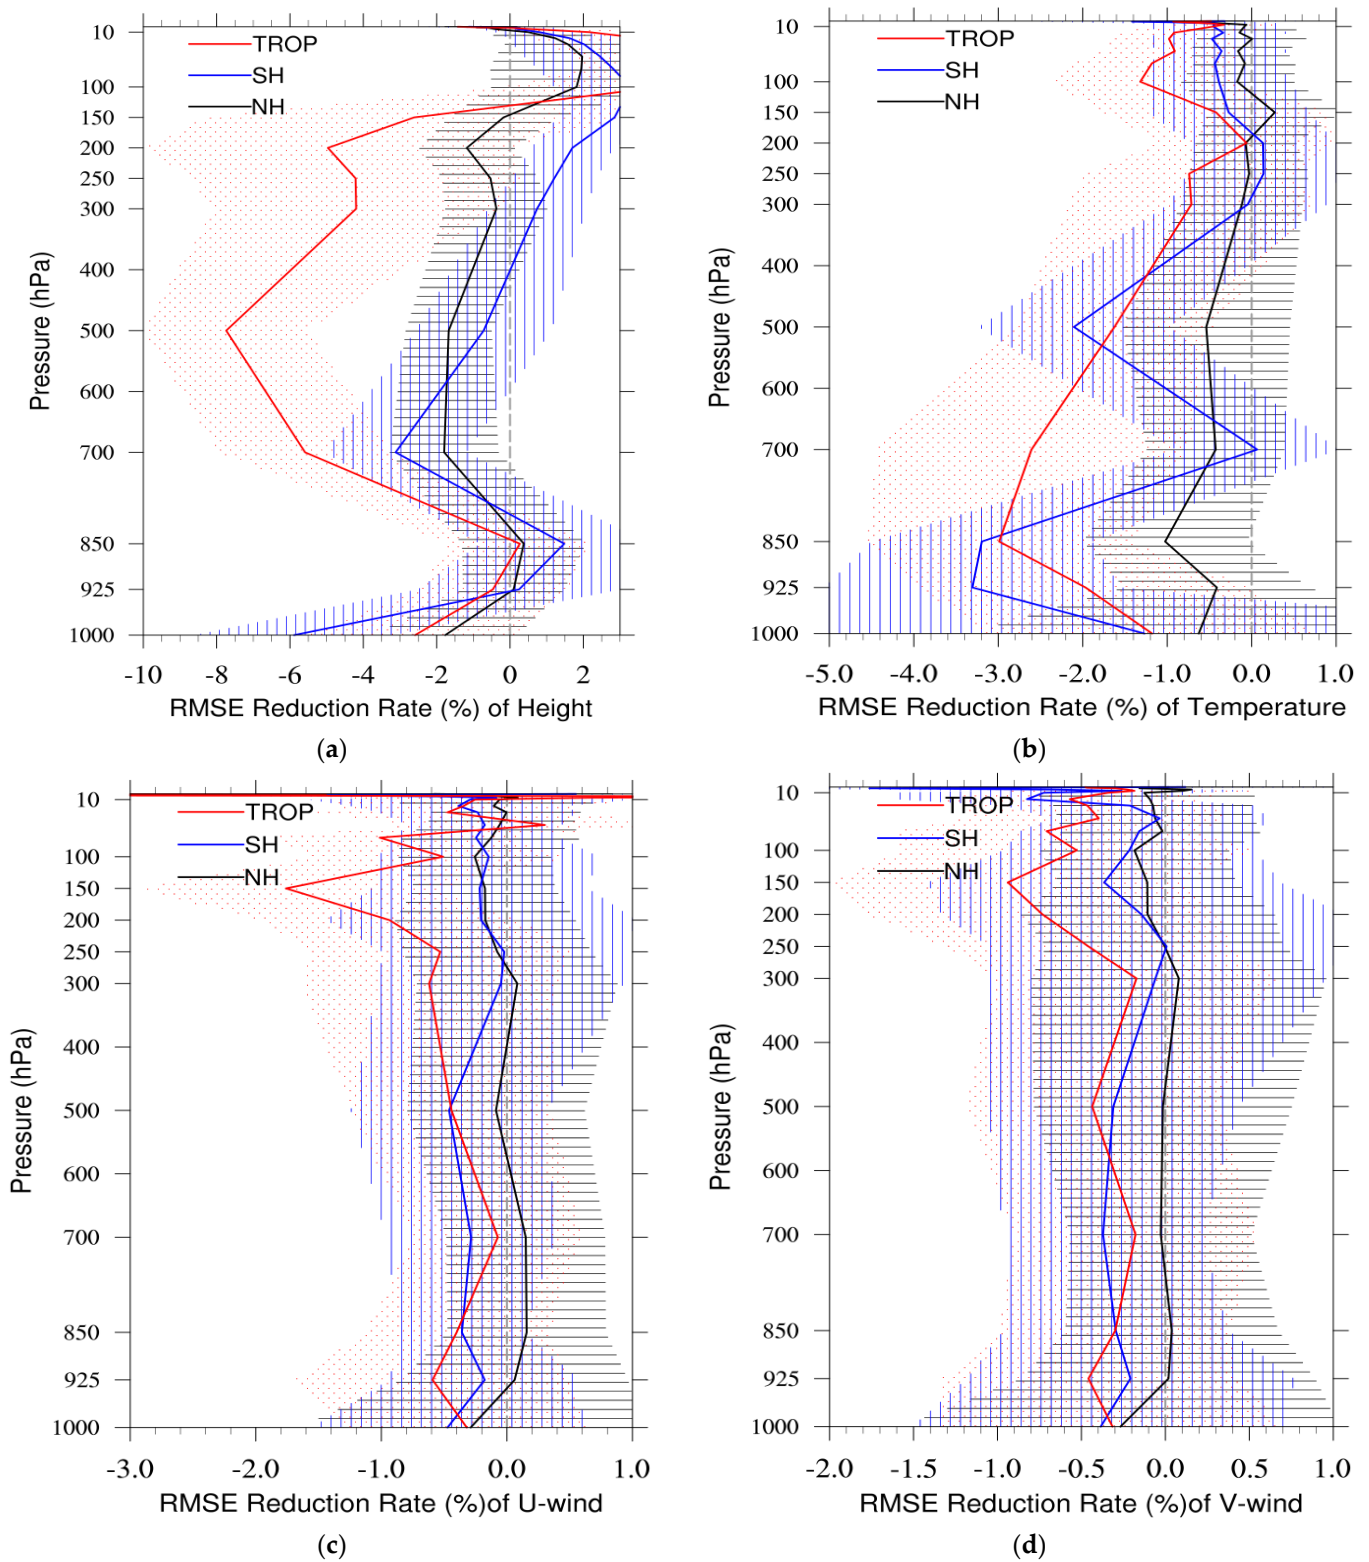 TROP
SH
NH
10
100
150
200
250
300
400
500
600
700
850
925
1000
Pressure (hPa)
-10 -8 -6 -4 -2 0 2
RMSE Reduction Rate (%) of Height
(a)
TROP
SH
NH
10
100
150
200
250
300
400
500
600
700
850
925
1000
Pressure (hPa)
-5.0 -4.0 -3.0 -2.0 -1.0 0.0 1.0
RMSE Reduction Rate (%) of Temperature
(b)
TROP
SH
NH
10
100
150
200
250
300
400
500
600
700
850
925
1000
Pressure (hPa)
-3.0 -2.0 -1.0 0.0 1.0
RMSE Reduction Rate (%)of U-wind
(c)
TROP
SH
NH
10
100
150
200
250
300
400
500
600
700
850
925
1000
Pressure (hPa)
-2.0 -1.5 -1.0 -0.5 0.0 0.5 1.0
RMSE Reduction Rate (%)of V-wind
(d)